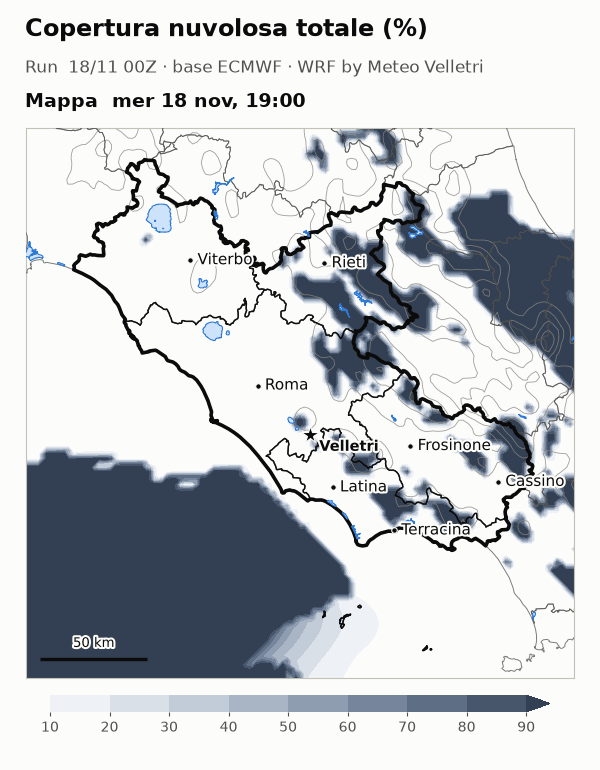 Copertura nuvolosa totale (%)
Run 18/11 00Z · base ECMWF · WRF by Meteo Velletri
Mappa mer 18 nov, 19:00
Viterbo
Rieti
Roma
Velletri
Frosinone
Cassino
Latina
Terracina
50 km
10 20 30 40 50 60 70 80 90